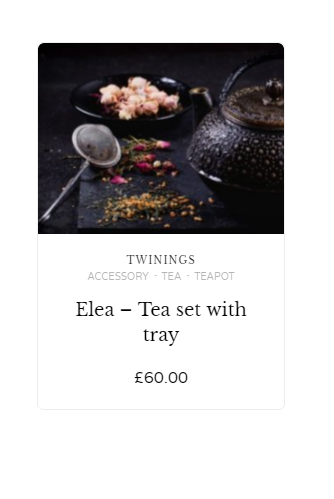 TWININGS
ACCESSORY · TEA · TEAPOT
Elea – Tea set with
tray
£60.00